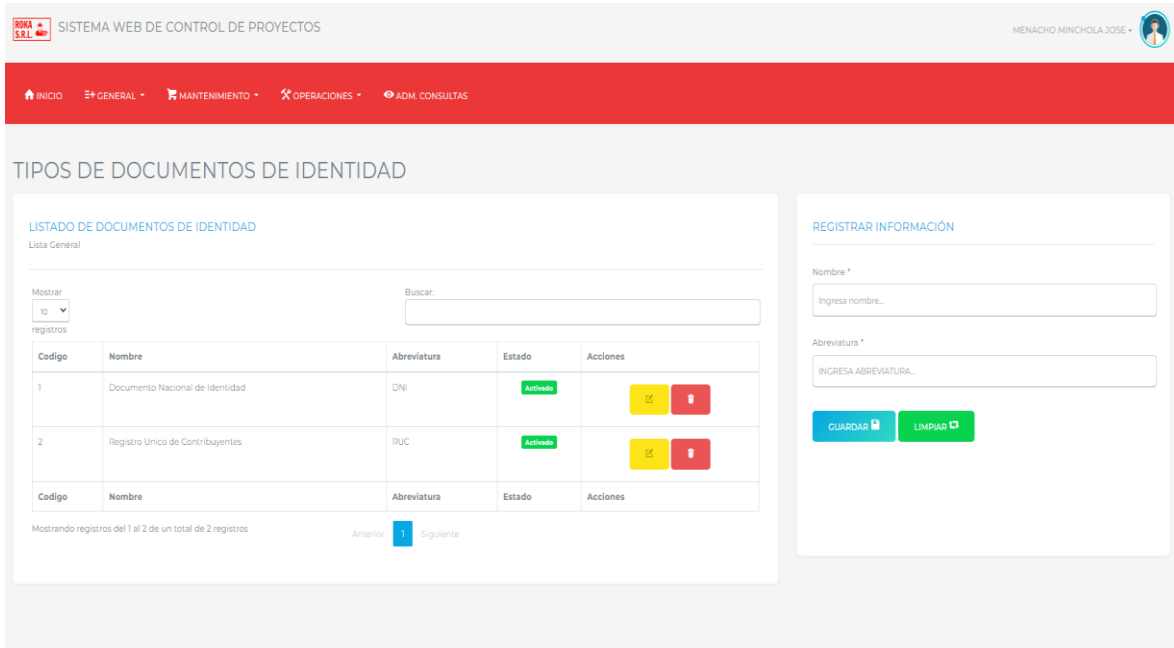 ROKA
S.R.L
SISTEMA WEB DE CONTROL DE PROYECTOS
MENACHO MINCHOLA JOSE
INICIO GENERAL MANTENIMIENTO OPERACIONES ADM. CONSULTAS
TIPOS DE DOCUMENTOS DE IDENTIDAD
LISTADO DE DOCUMENTOS DE IDENTIDAD
Lista General
Mostrar
10
registros
Buscar:
Codigo Nombre Abreviatura Estado Acciones
1 Documento Nacional de Identidad DNI Activado
2 Registro Unico de Contribuyentes RUC Activado
Codigo Nombre Abreviatura Estado Acciones
Mostrando registros del 1 al 2 de un total de 2 registros
Anterior 1 Siguiente
REGISTRAR INFORMACIÓN
Nombre *
Ingresa nombre...
Abreviatura *
INGRESA ABREVIATURA...
GUARDAR LIMPIAR